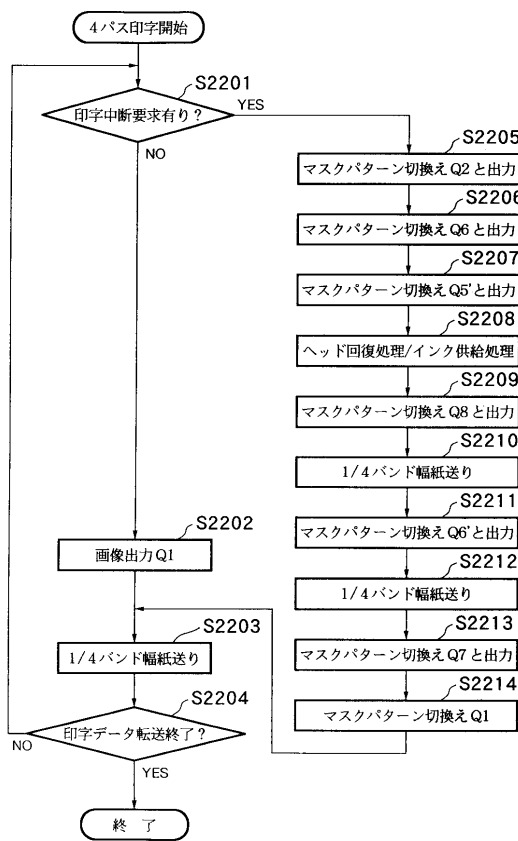 4パス印字開始
S2201
印字中断要求有り?
YES
NO
S2205
マスクパターン切換えQ2と出力
S2206
マスクパターン切換えQ6と出力
S2207
マスクパターン切換えQ5'と出力
S2208
ヘッド回復処理/インク供給処理
S2209
マスクパターン切換えQ8と出力
S2210
1/4バンド幅紙送り
S2211
マスクパターン切換えQ6'と出力
S2212
1/4バンド幅紙送り
S2213
マスクパターン切換えQ7と出力
S2214
マスクパターン切換えQ1
S2202
画像出力Q1
S2203
1/4バンド幅紙送り
S2204
印字データ転送終了?
NO
YES
終 了